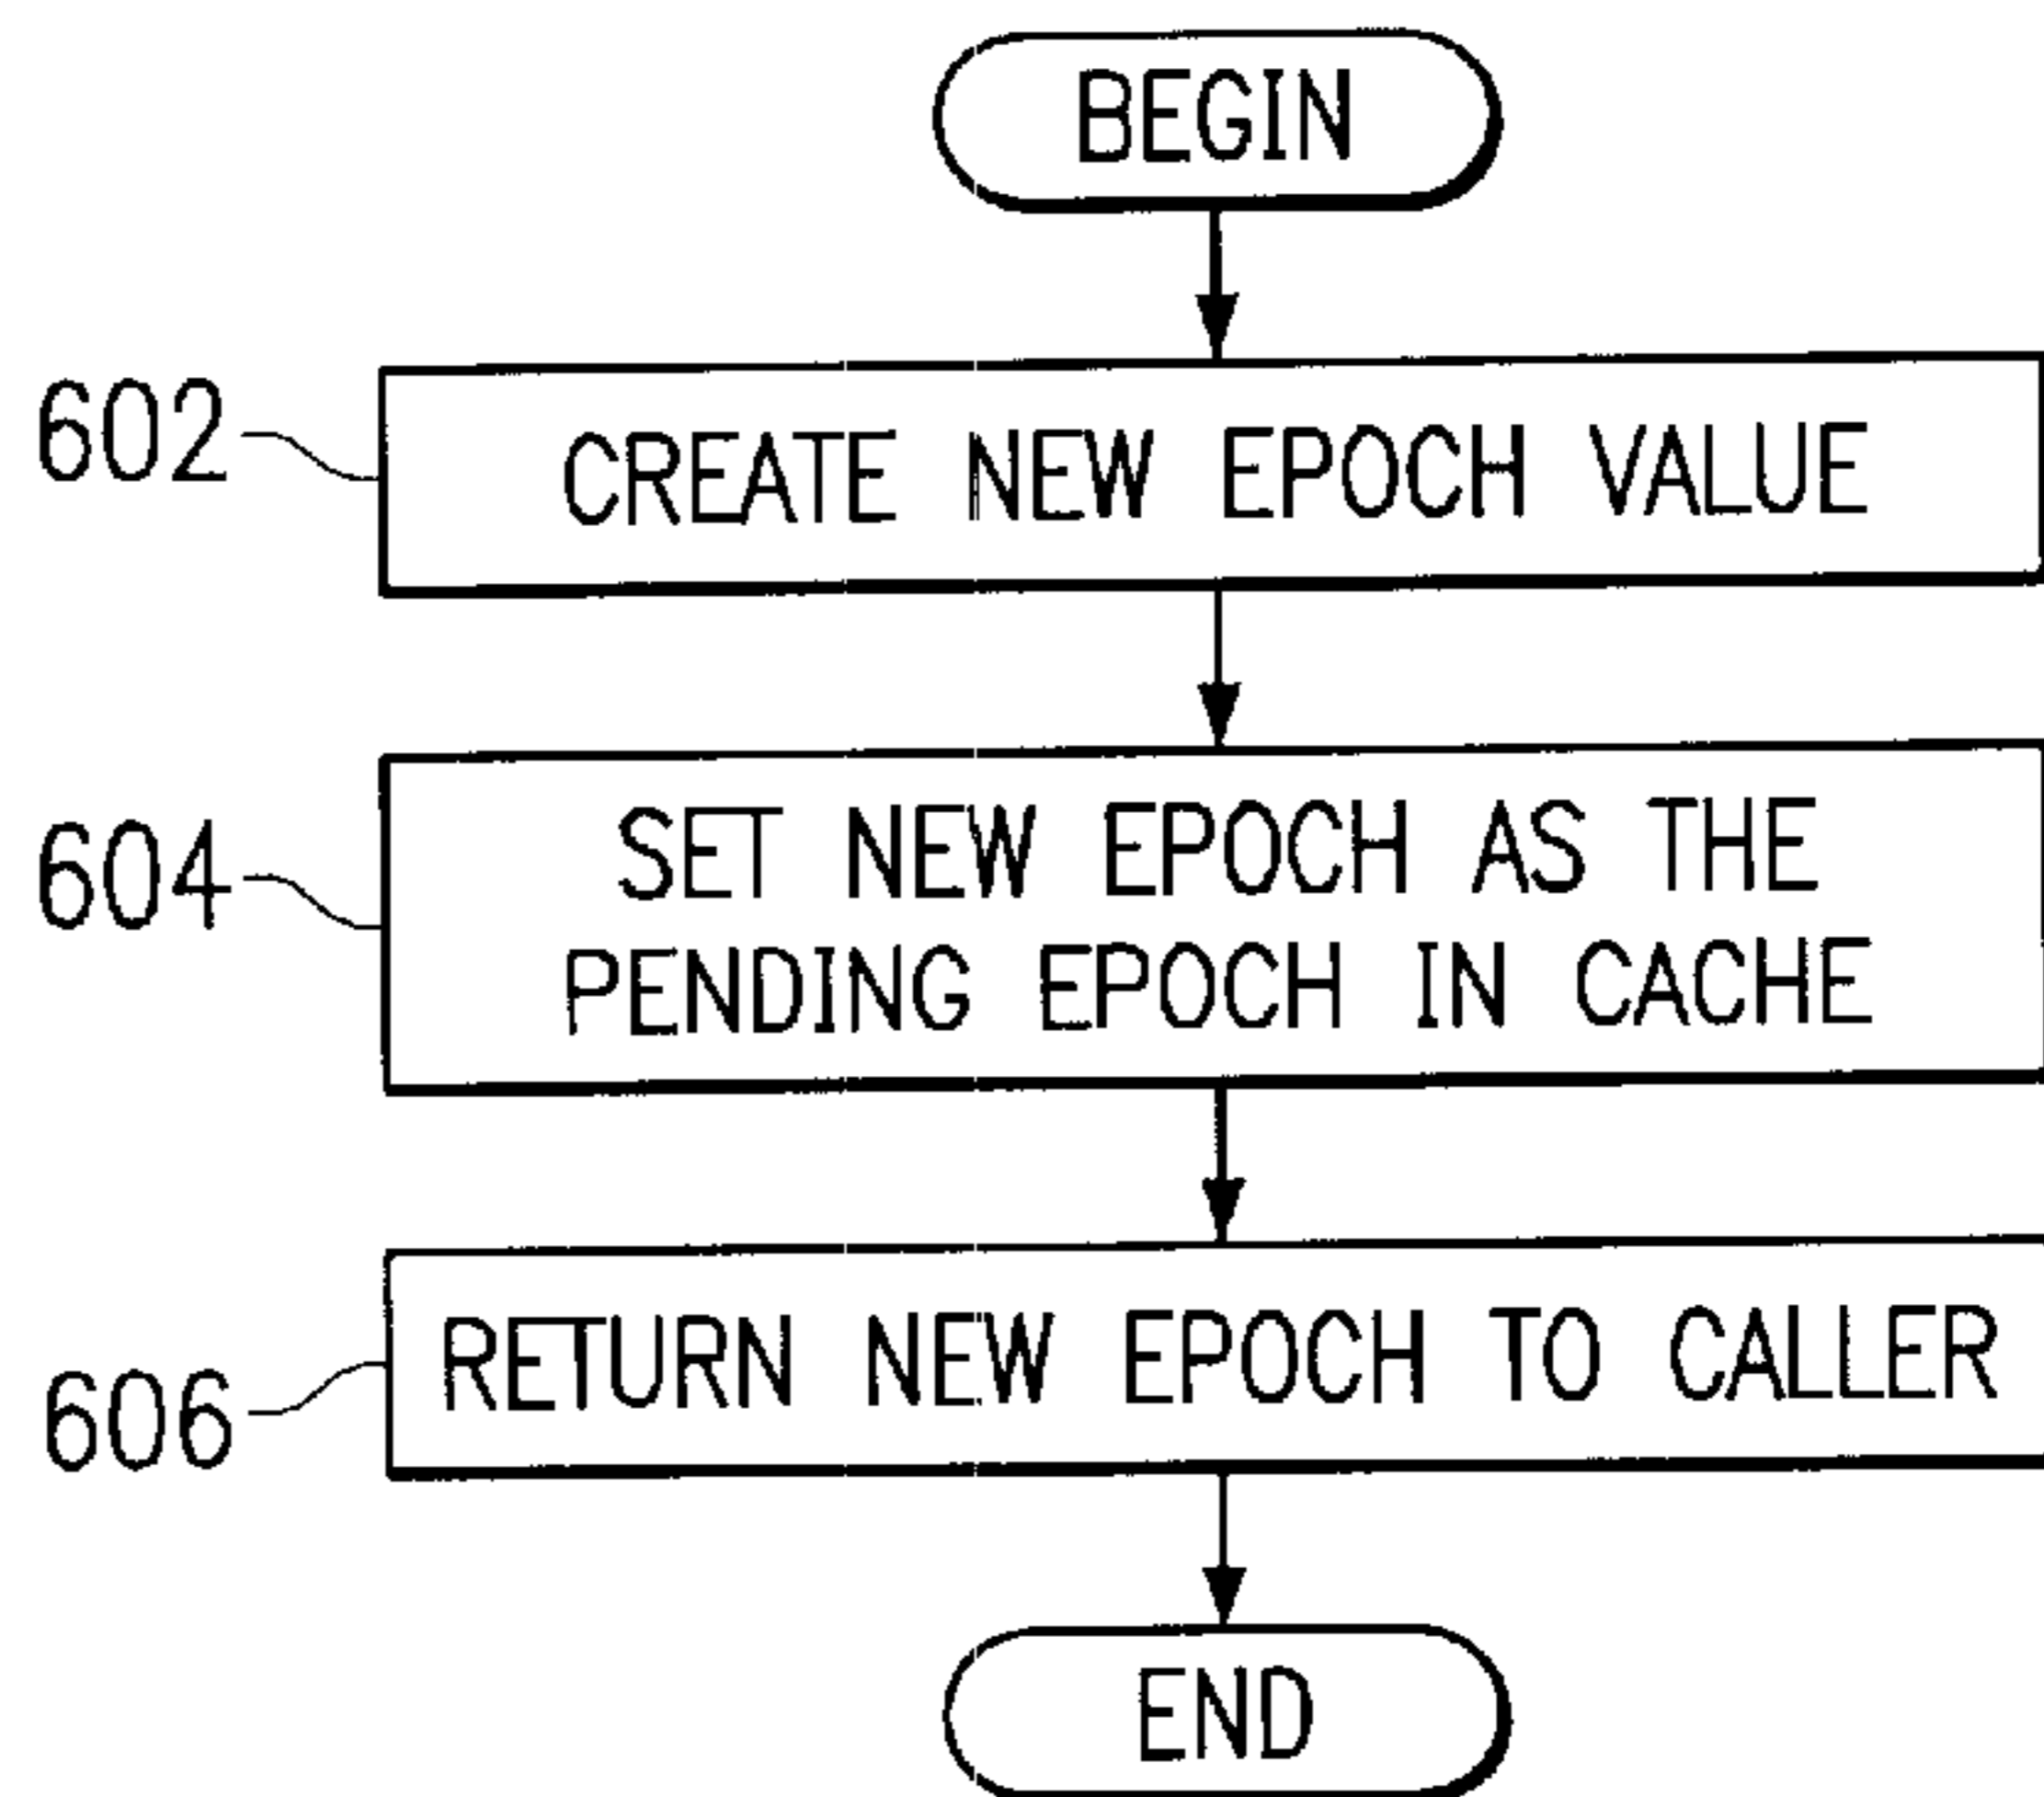 BEGIN
602
CREATE NEW EPOCH VALUE
604
SET NEW EPOCH AS THE
PENDING EPOCH IN CACHE
606
RETURN NEW EPOCH TO CALLER
END